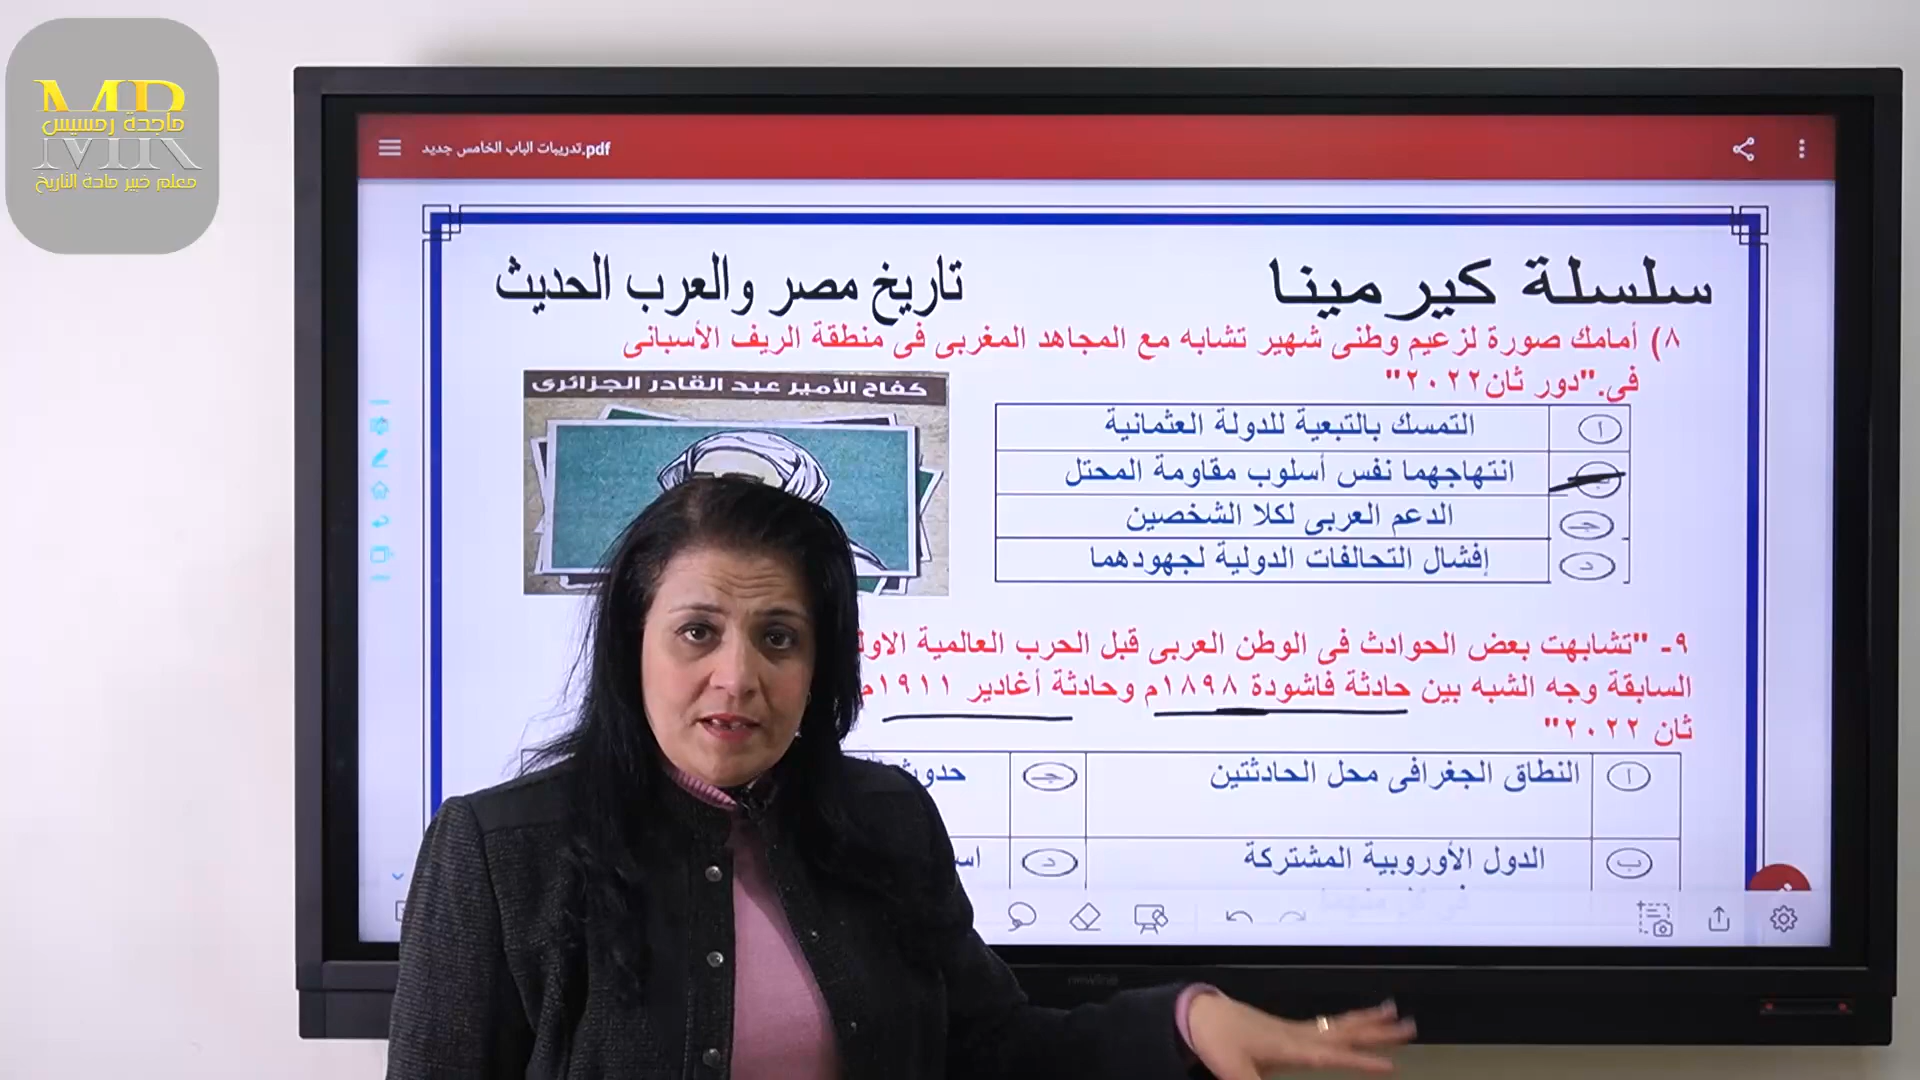 MR
ماجدة رمسيس
معلم خبير مادة التاريخ
تدريبات الباب الخامس جديد.pdf
سلسلة كيرمينا
تاريخ مصر والعرب الحديث
٨) أمامك صورة لزعيم وطنى شهير تشابه مع المجاهد المغربى فى منطقة الريف الأسبانى
فى."دور ثان٢٠٢٢"
كفاح الأمير عبد القادر الجزائرى
ا التمسك بالتبعية للدولة العثمانية
ب انتهاجهما نفس أسلوب مقاومة المحتل
جـ الدعم العربى لكلا الشخصين
د إفشال التحالفات الدولية لجهودهما
٩- "تشابهت بعض الحوادث فى الوطن العربى قبل الحرب العالمية
السابقة وجه الشبه بين حادثة فاشودة ١٨٩٨م وحادثة أغادير ١٩١١م
ثان ٢٠٢٢"
ا النطاق الجغرافى محل الحادثتين
جـ
ب الدول الأوروبية المشتركة
د
newline